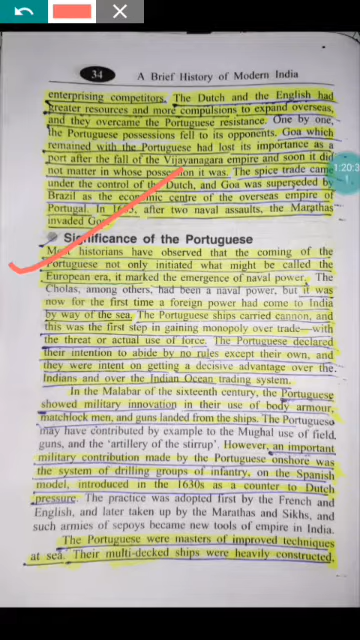 34 A Brief History of Modern India
enterprising competitors. The Dutch and the English had
greater resources and more compulsions to expand overseas,
and they overcame the Portuguese resistance. One by one,
the Portuguese possessions fell to its opponents. Goa which
remained with the Portuguese had lost its importance as a
port after the fall of the Vijayanagara empire and soon it did
not matter in whose possession it was. The spice trade came
under the control of the Dutch, and Goa was superseded by
Brazil as the economic centre of the overseas empire of
Portugal. In 1683, after two naval assaults, the Marathas
invaded Goa.
Significance of the Portuguese
Most historians have observed that the coming of the
Portuguese not only initiated what might be called the
European era, it marked the emergence of naval power. The
Cholas, among others, had been a naval power, but it was
now for the first time a foreign power had come to India
by way of the sea. The Portuguese ships carried cannon, and
this was the first step in gaining monopoly over trade—with
the threat or actual use of force. The Portuguese declared
their intention to abide by no rules except their own, and
they were intent on getting a decisive advantage over the
Indians and over the Indian Ocean trading system.
In the Malabar of the sixteenth century, the Portuguese
showed military innovation in their use of body armour,
matchlock men, and guns landed from the ships. The Portuguese
may have contributed by example to the Mughal use of field
guns, and the 'artillery of the stirrup'. However, an important
military contribution made by the Portuguese onshore was
the system of drilling groups of infantry, on the Spanish
model, introduced in the 1630s as a counter to Dutch
pressure. The practice was adopted first by the French and
English, and later taken up by the Marathas and Sikhs, and
such armies of sepoys became new tools of empire in India.
The Portuguese were masters of improved techniques
at sea. Their multi-decked ships were heavily constructed,
1:20:3